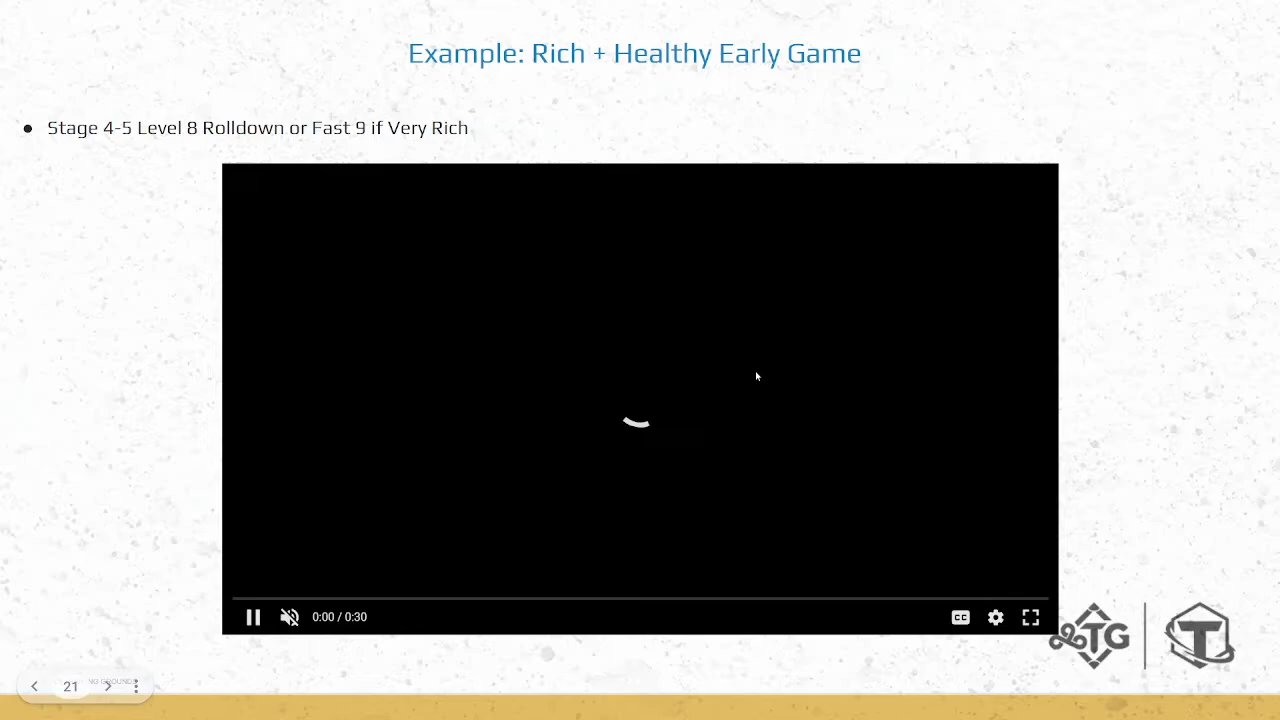 Example: Rich + Healthy Early Game
● Stage 4-5 Level 8 Rolldown or Fast 9 if Very Rich
0:00 / 0:30
CC
TG
T
21